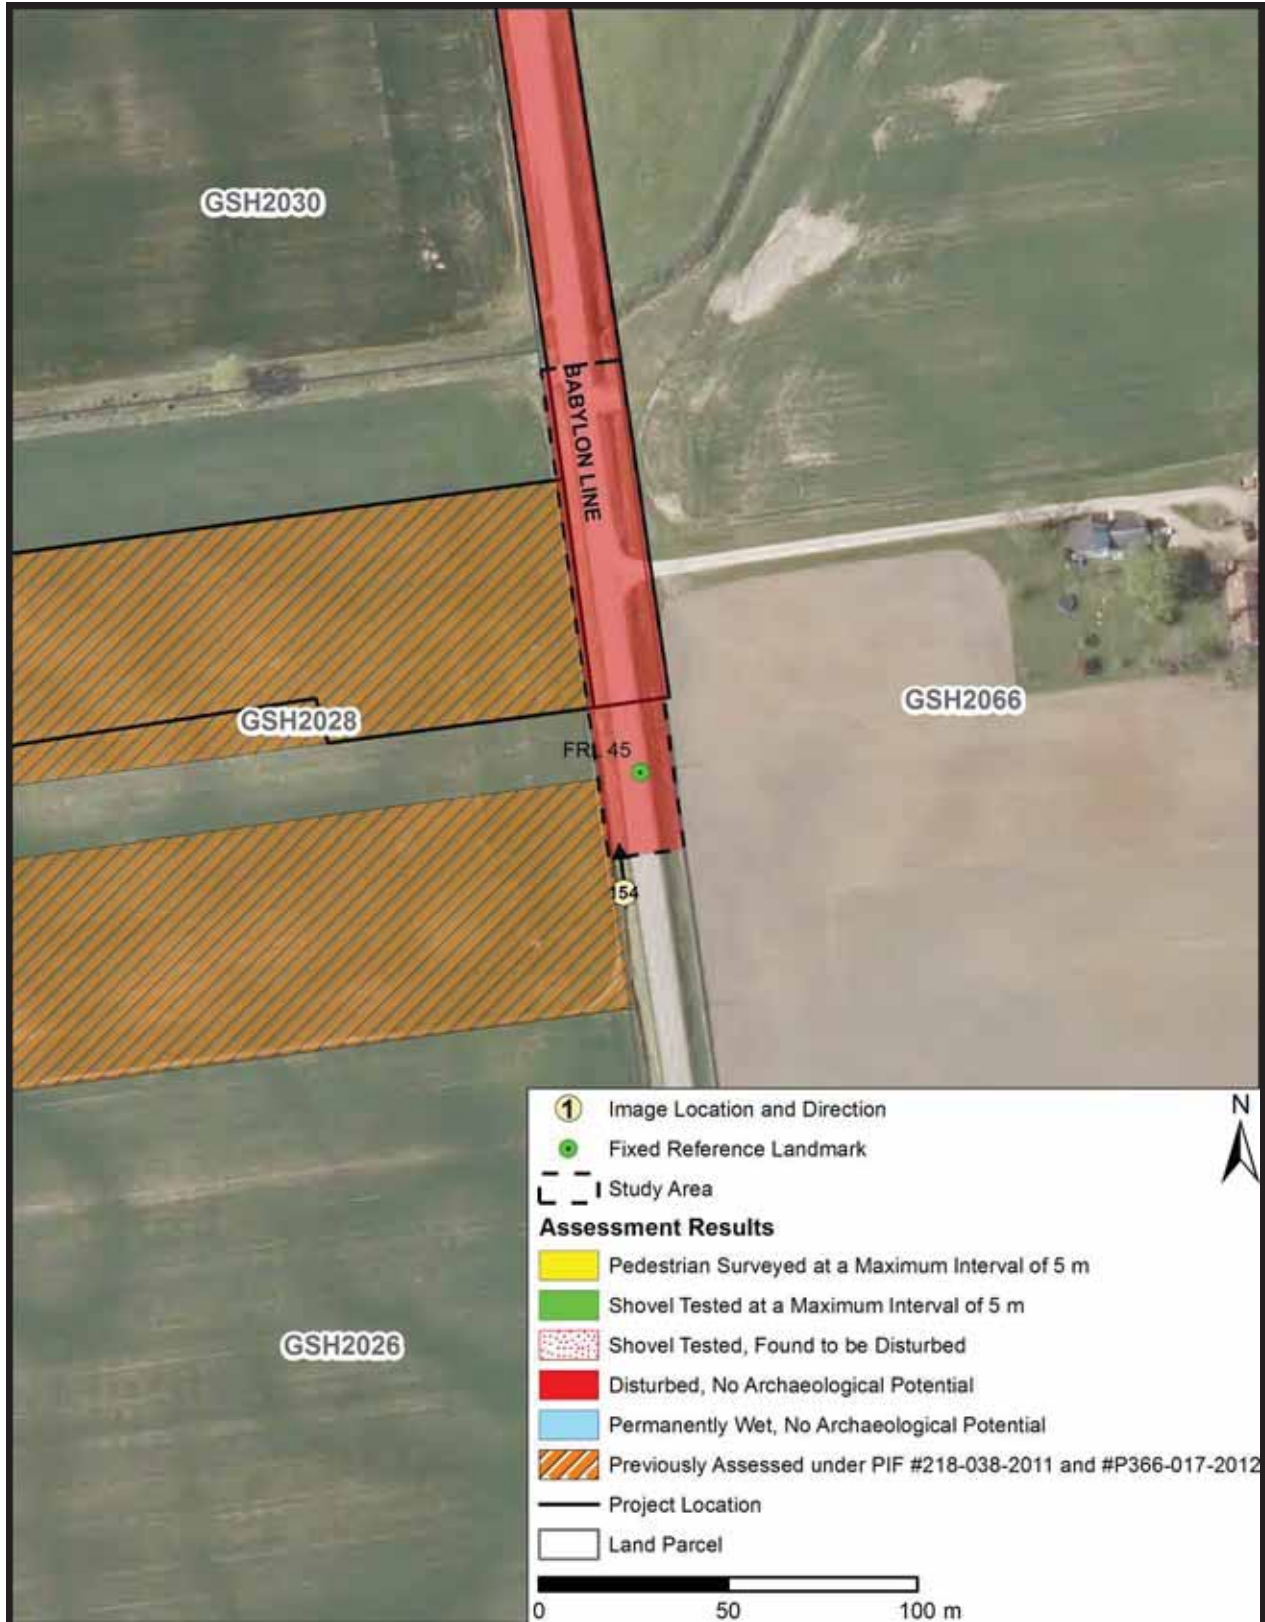 GSH2030
BABYLON LINE
GSH2066
GSH2028
FRL 45
154
GSH2026
N
1 Image Location and Direction
Fixed Reference Landmark
Study Area
Assessment Results
Pedestrian Surveyed at a Maximum Interval of 5 m
Shovel Tested at a Maximum Interval of 5 m
Shovel Tested, Found to be Disturbed
Disturbed, No Archaeological Potential
Permanently Wet, No Archaeological Potential
Previously Assessed under PIF #218-038-2011 and #P366-017-2012
Project Location
Land Parcel
0 50 100 m